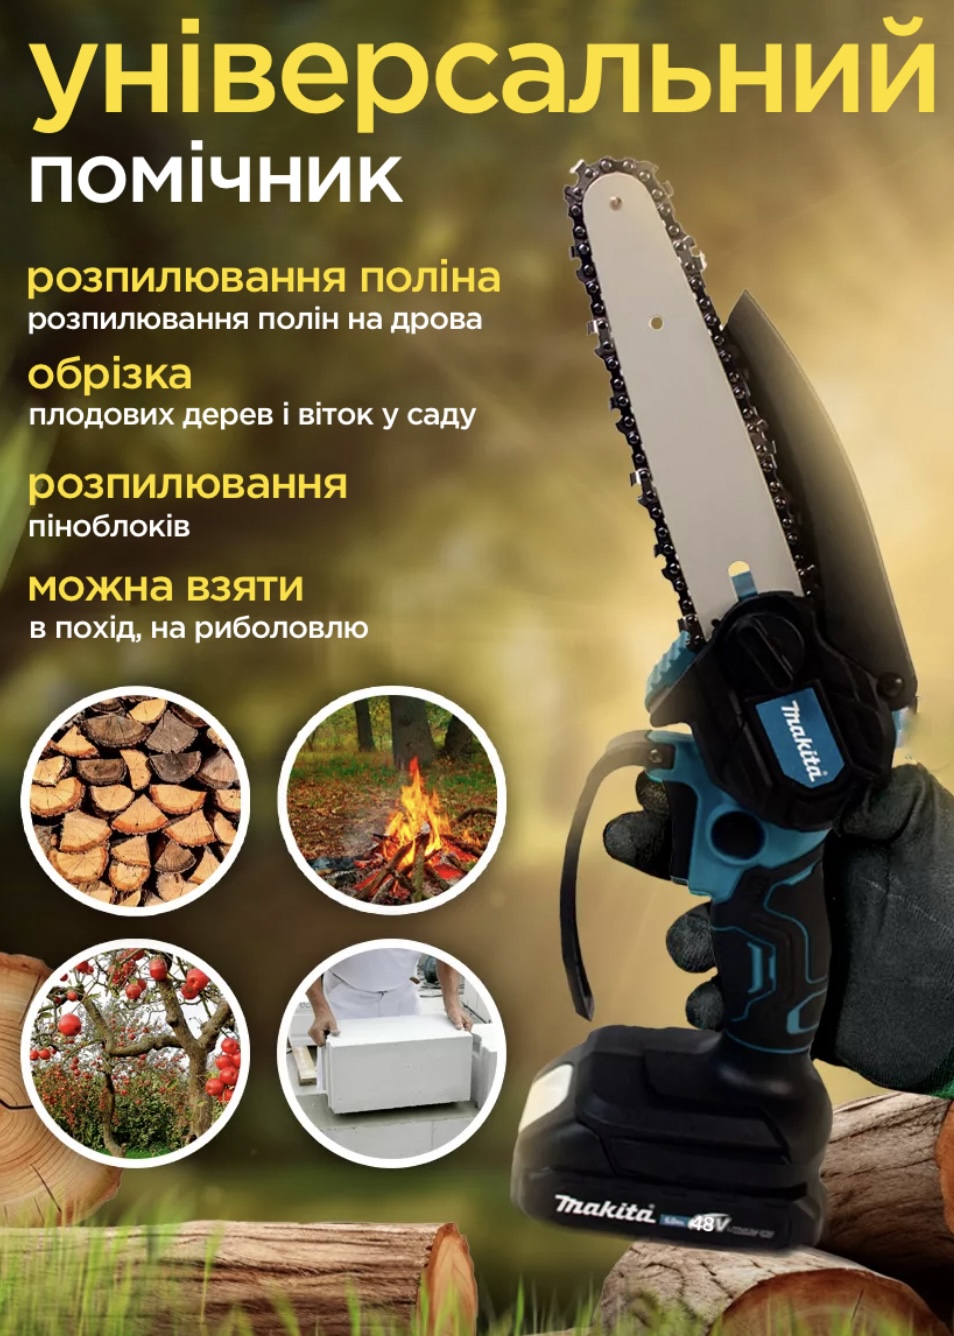 універсальний
помічник
розпилювання поліна
розпилювання полін на дрова
обрізка
плодових дерев і віток у саду
розпилювання
піноблоків
можна взяти
в похід, на риболовлю
makita
makita 48V